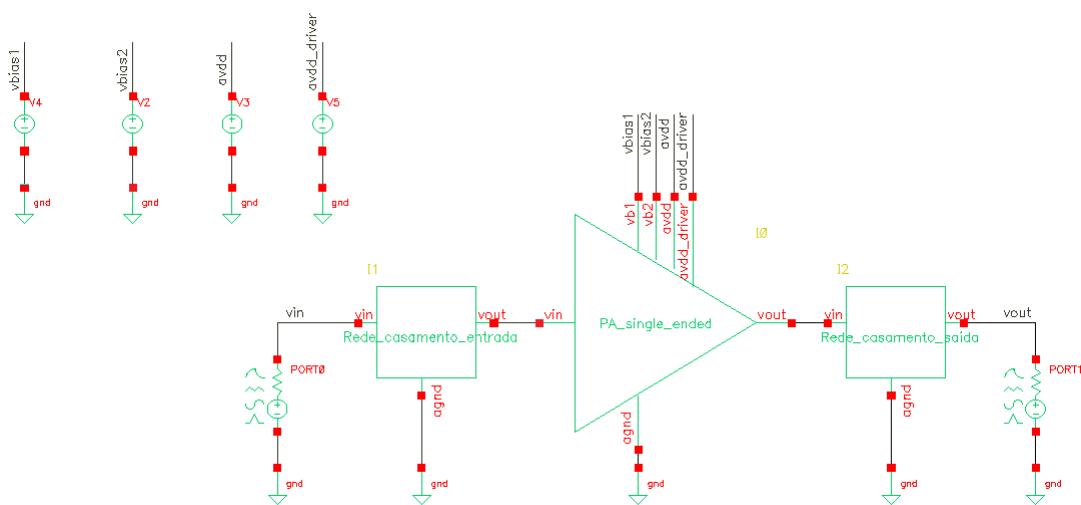 vbias1
vbias2
avdd
avdd_driver
V4
V2
V3
V5
gnd
gnd
gnd
gnd
vbias1
vbias2
avdd
avdd_driver
vb1
vb2
avdd
avdd_driver
IØ
I1
I2
vin
vin
vout
vin
vout
vin
vout
vout
Rede_casamento_entrada
PA_single_ended
Rede_casamento_saida
PORTØ
PORT1
agnd
agnd
agnd
gnd
gnd
gnd
gnd
gnd